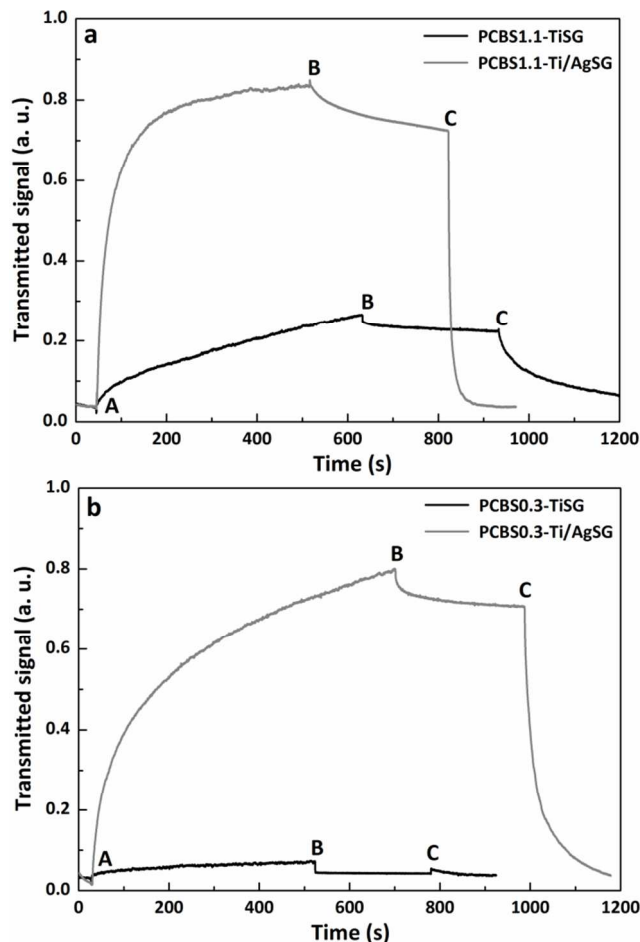 a
PCBS1.1-TiSG
PCBS1.1-Ti/AgSG
1.0
0.8
0.6
0.4
0.2
0.0
Transmitted signal (a. u.)
B
C
B
C
A
0 200 400 600 800 1000 1200
Time (s)
b
PCBS0.3-TiSG
PCBS0.3-Ti/AgSG
1.0
0.8
0.6
0.4
0.2
0.0
Transmitted signal (a. u.)
B
C
A
B
C
0 200 400 600 800 1000 1200
Time (s)